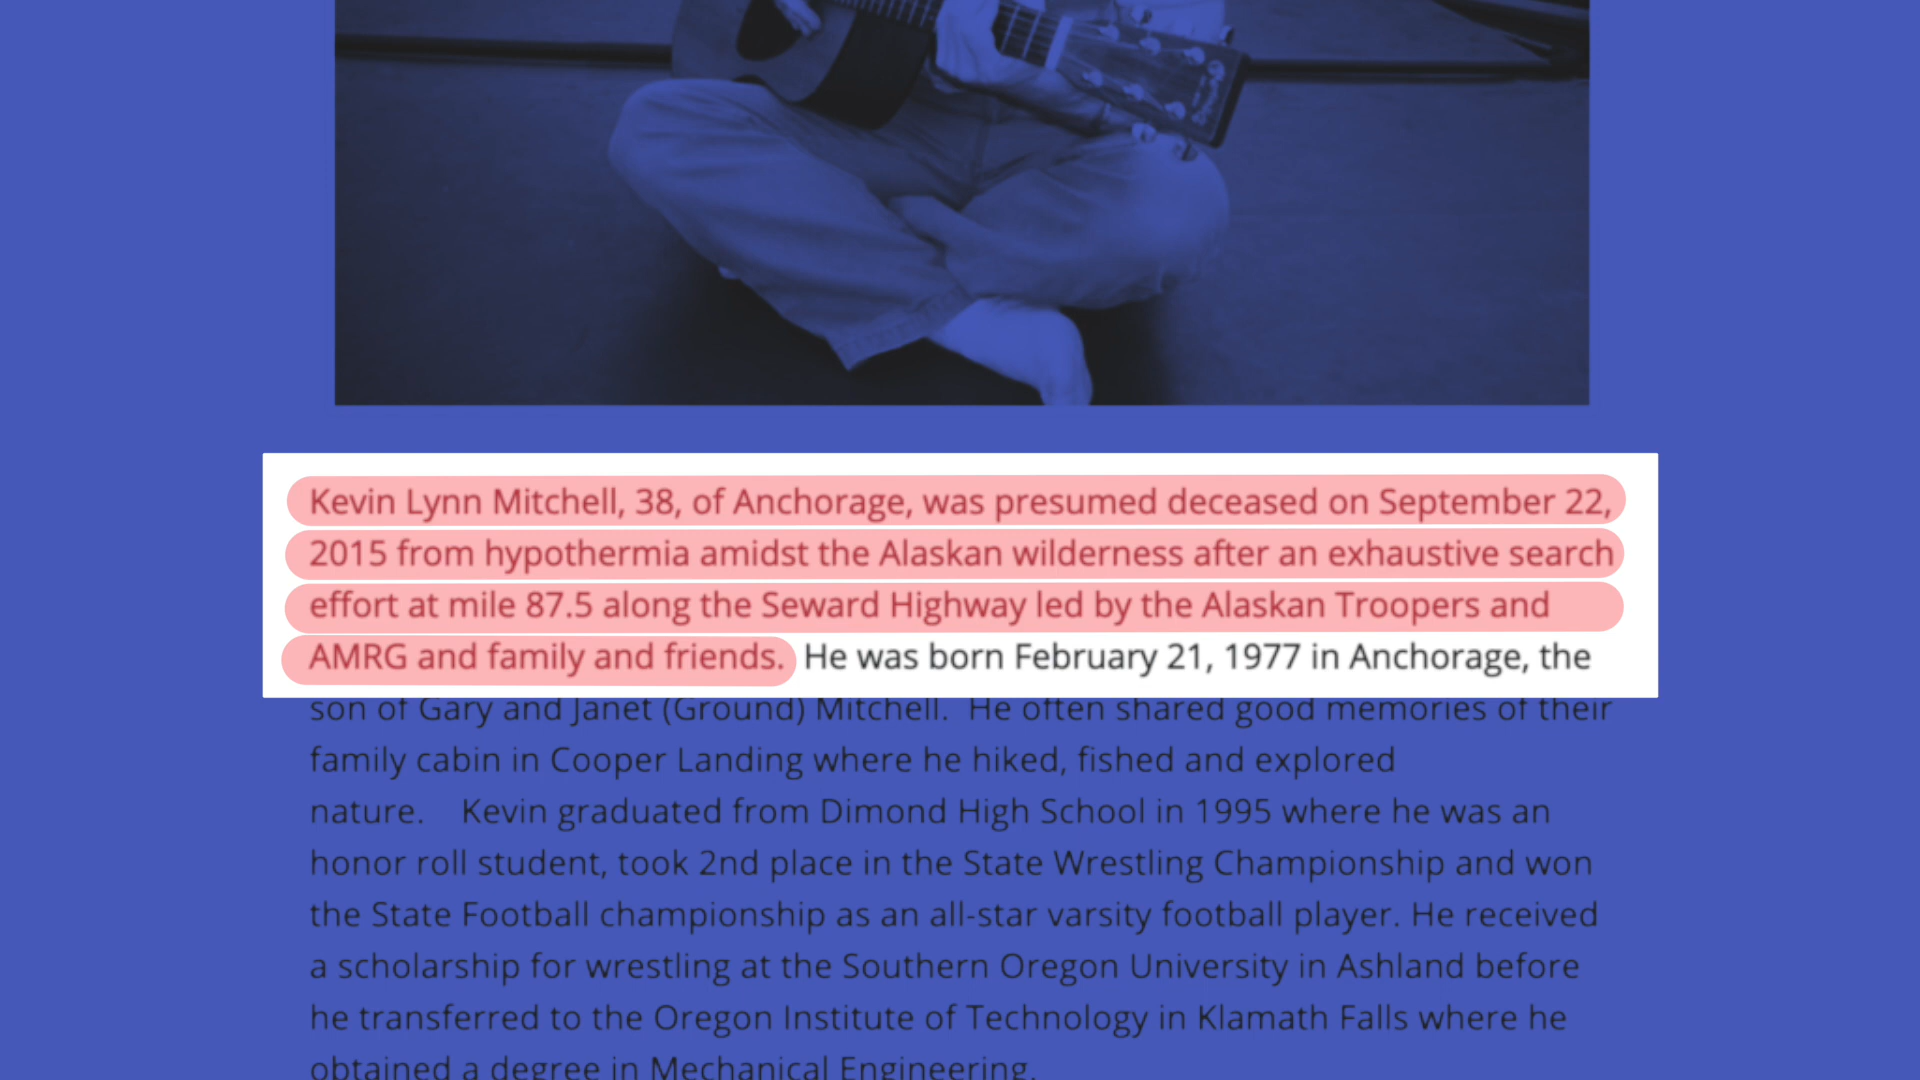 Kevin Lynn Mitchell, 38, of Anchorage, was presumed deceased on September 22,
2015 from hypothermia amidst the Alaskan wilderness after an exhaustive search
effort at mile 87.5 along the Seward Highway led by the Alaskan Troopers and
AMRG and family and friends. He was born February 21, 1977 in Anchorage, the
son of Gary and Janet (Ground) Mitchell. He often shared good memories of their
family cabin in Cooper Landing where he hiked, fished and explored
nature. Kevin graduated from Dimond High School in 1995 where he was an
honor roll student, took 2nd place in the State Wrestling Championship and won
the State Football championship as an all-star varsity football player. He received
a scholarship for wrestling at the Southern Oregon University in Ashland before
he transferred to the Oregon Institute of Technology in Klamath Falls where he
obtained a degree in Mechanical Engineering.